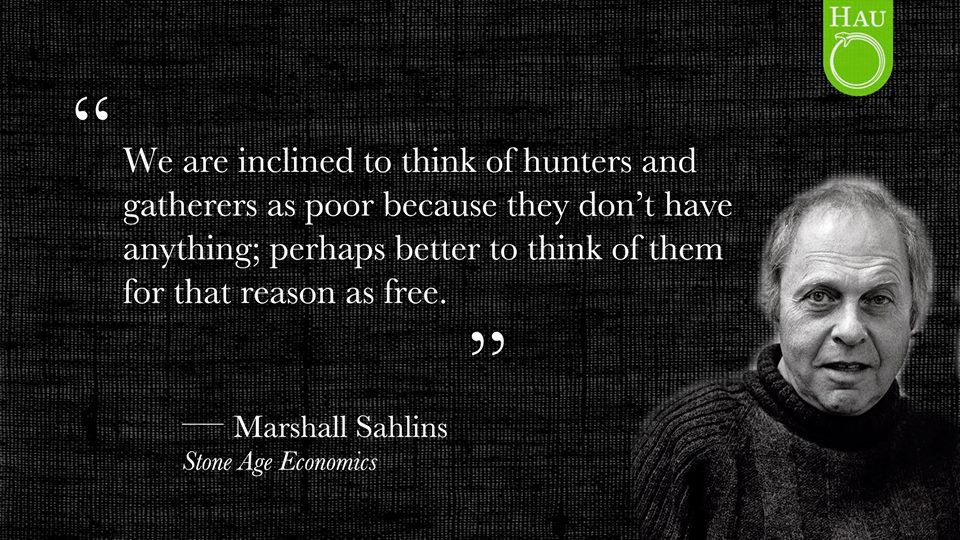 HAU
“
We are inclined to think of hunters and
gatherers as poor because they don’t have
anything; perhaps better to think of them
for that reason as free.
”
— Marshall Sahlins
Stone Age Economics